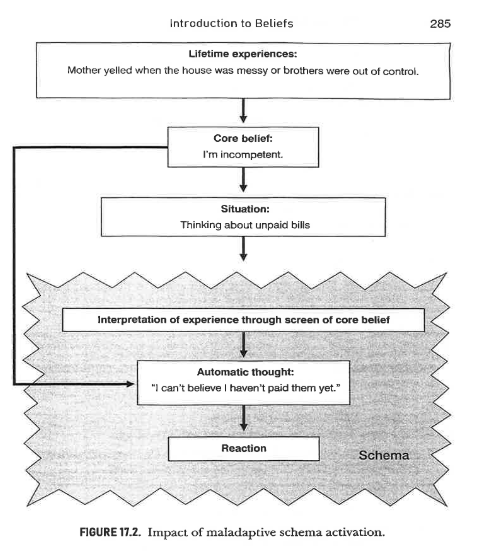 Introduction to Beliefs 285
Lifetime experiences:
Mother yelled when the house was messy or brothers were out of control.
Core belief:
I'm incompetent.
Situation:
Thinking about unpaid bills
Interpretation of experience through screen of core belief
Automatic thought:
"I can't believe I haven't paid them yet."
Reaction
Schema
FIGURE 17.2. Impact of maladaptive schema activation.